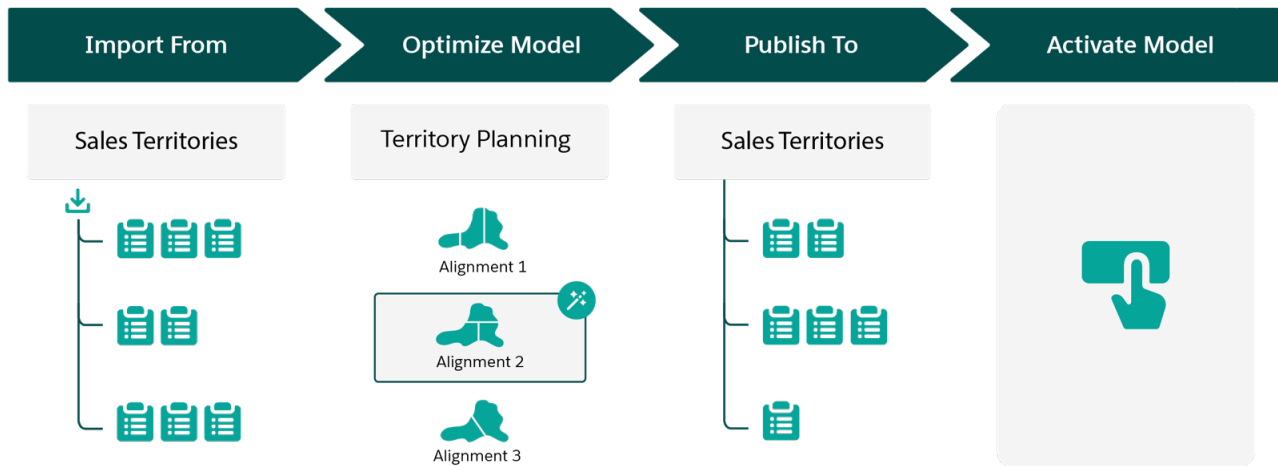 Import From
Optimize Model
Publish To
Activate Model
Sales Territories
Territory Planning
Sales Territories
Alignment 1
Alignment 2
Alignment 3